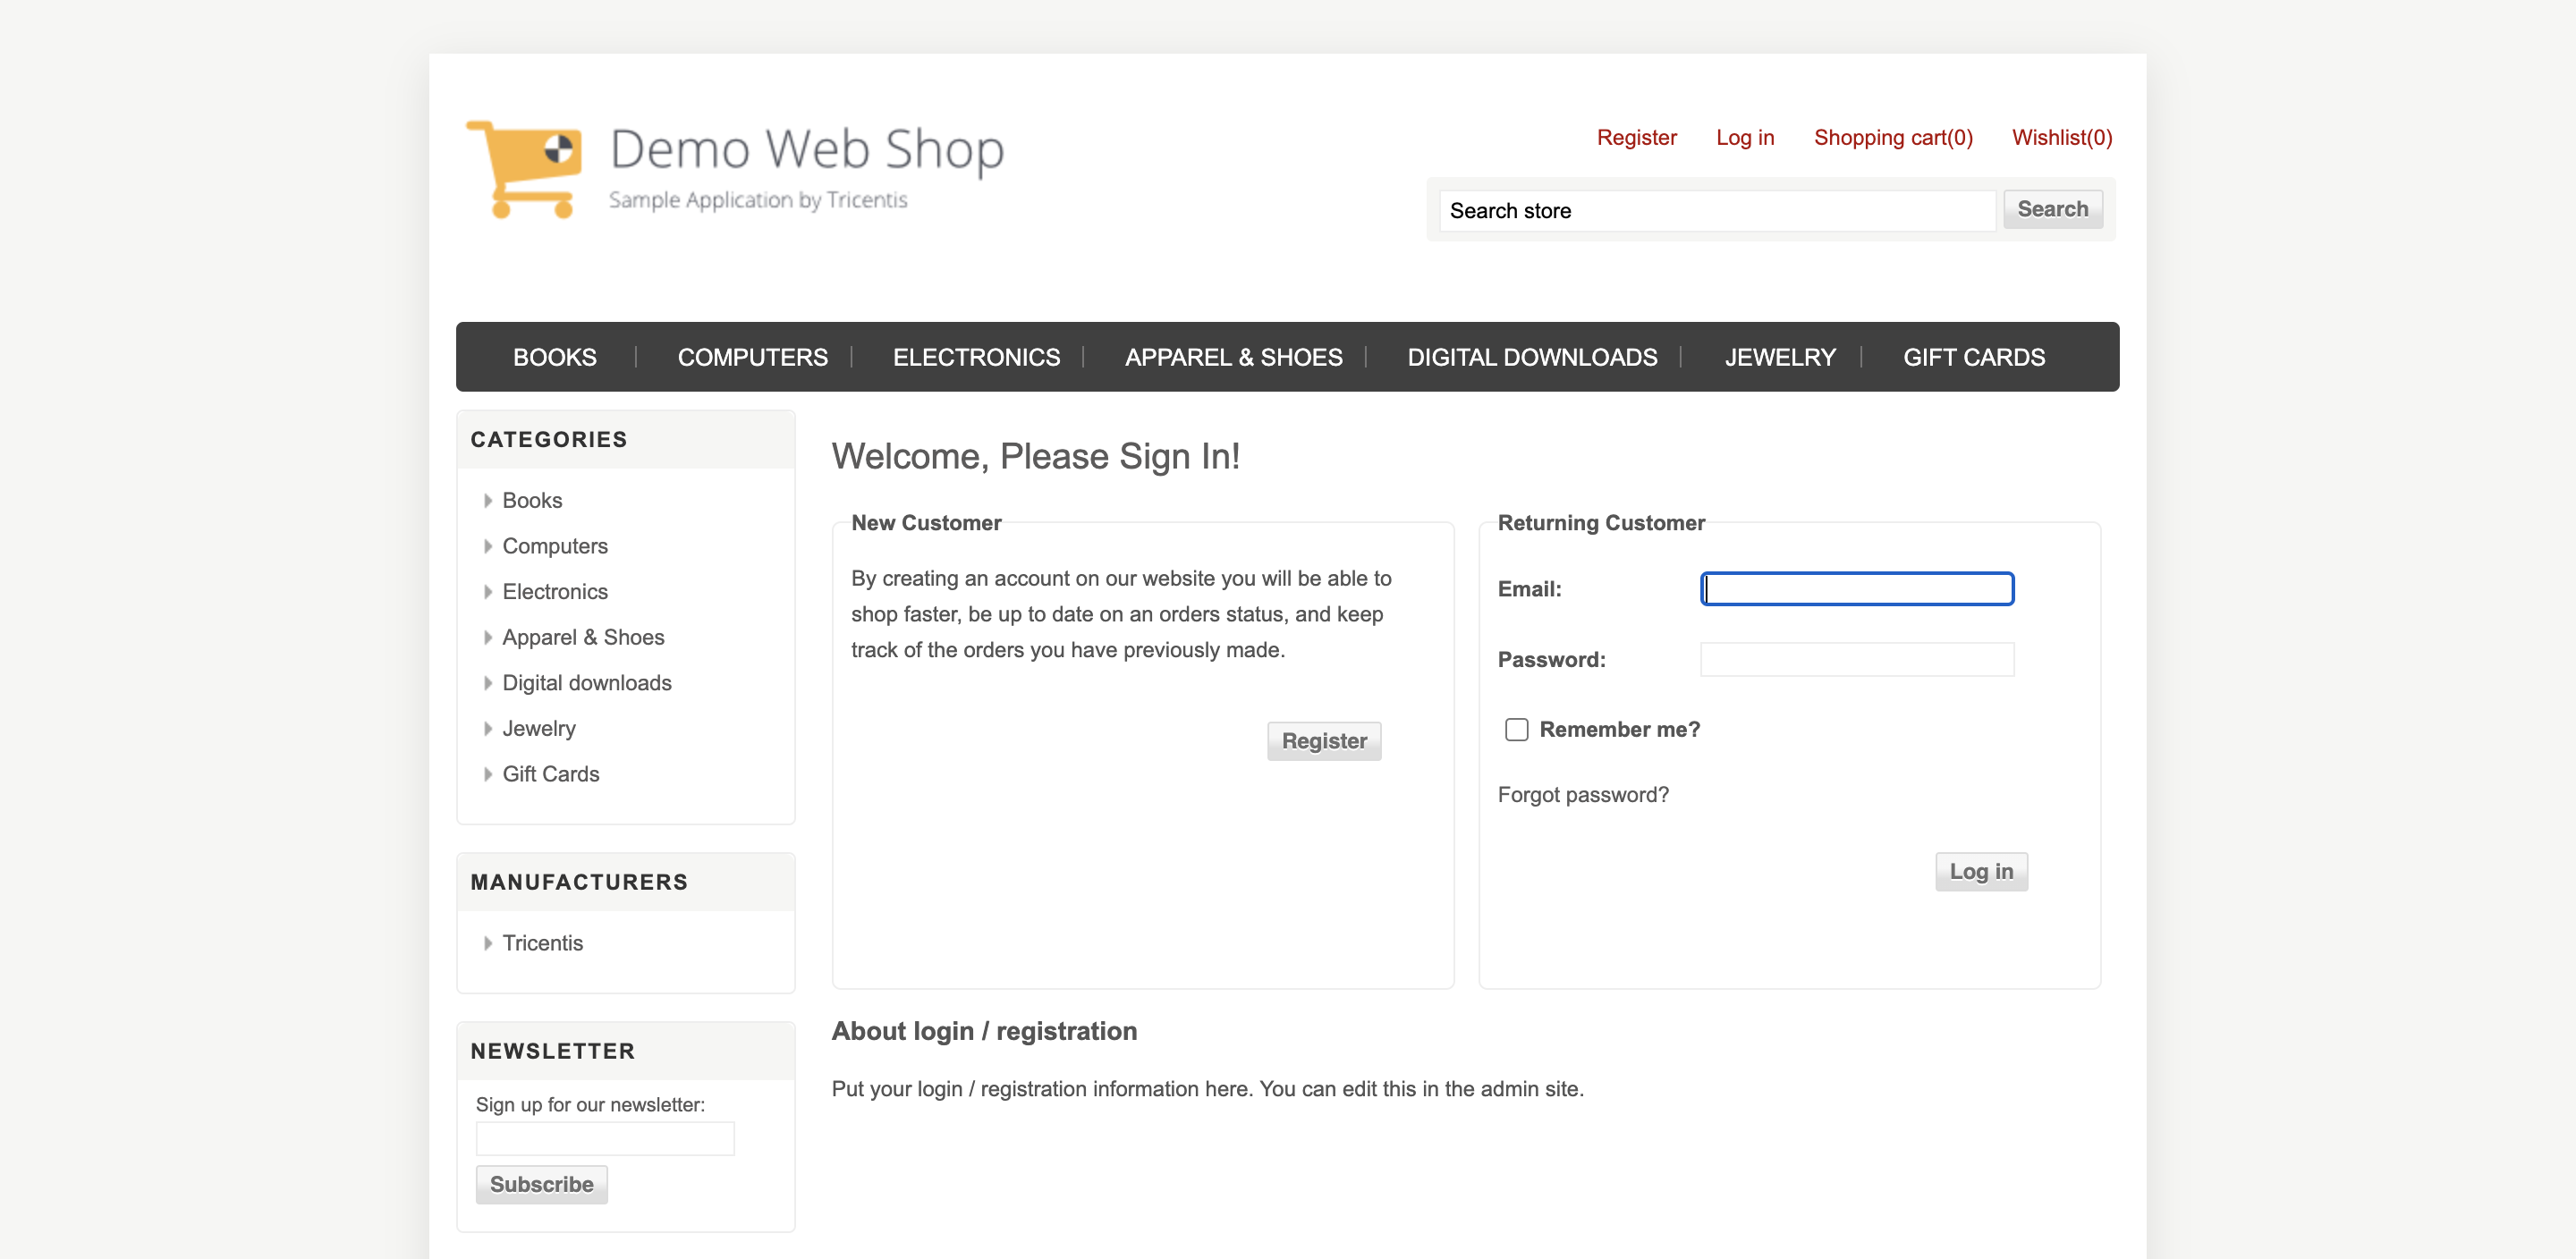 Demo Web Shop
Sample Application by Tricentis
Register Log in Shopping cart(0) Wishlist(0)
Search store Search
BOOKS COMPUTERS ELECTRONICS APPAREL & SHOES DIGITAL DOWNLOADS JEWELRY GIFT CARDS
CATEGORIES
Books
Computers
Electronics
Apparel & Shoes
Digital downloads
Jewelry
Gift Cards
MANUFACTURERS
Tricentis
NEWSLETTER
Sign up for our newsletter:
Subscribe
Welcome, Please Sign In!
New Customer
By creating an account on our website you will be able to
shop faster, be up to date on an orders status, and keep
track of the orders you have previously made.
Register
Returning Customer
Email:
Password:
Remember me?
Forgot password?
Log in
About login / registration
Put your login / registration information here. You can edit this in the admin site.